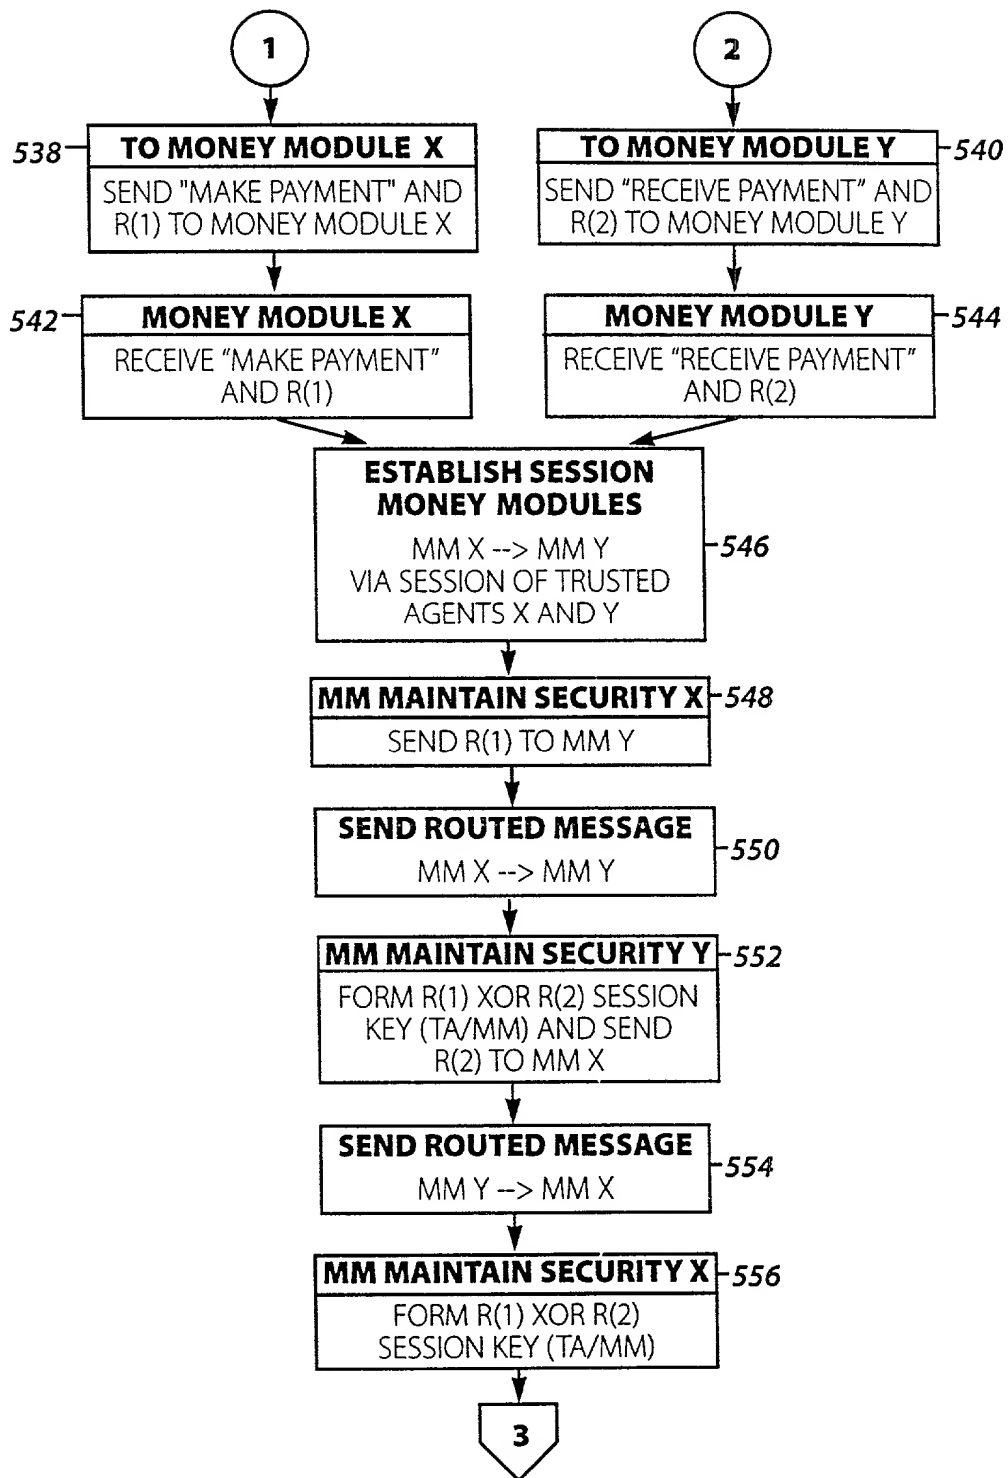 1
2
538
TO MONEY MODULE X
SEND "MAKE PAYMENT" AND
R(1) TO MONEY MODULE X
TO MONEY MODULE Y
540
SEND "RECEIVE PAYMENT" AND
R(2) TO MONEY MODULE Y
542
MONEY MODULE X
RECEIVE "MAKE PAYMENT"
AND R(1)
MONEY MODULE Y
544
RECEIVE "RECEIVE PAYMENT"
AND R(2)
ESTABLISH SESSION
MONEY MODULES
MM X --> MM Y
546
VIA SESSION OF TRUSTED
AGENTS X AND Y
MM MAINTAIN SECURITY X
548
SEND R(1) TO MM Y
SEND ROUTED MESSAGE
550
MM X --> MM Y
MM MAINTAIN SECURITY Y
552
FORM R(1) XOR R(2) SESSION
KEY (TA/MM) AND SEND
R(2) TO MM X
SEND ROUTED MESSAGE
554
MM Y --> MM X
MM MAINTAIN SECURITY X
556
FORM R(1) XOR R(2)
SESSION KEY (TA/MM)
3